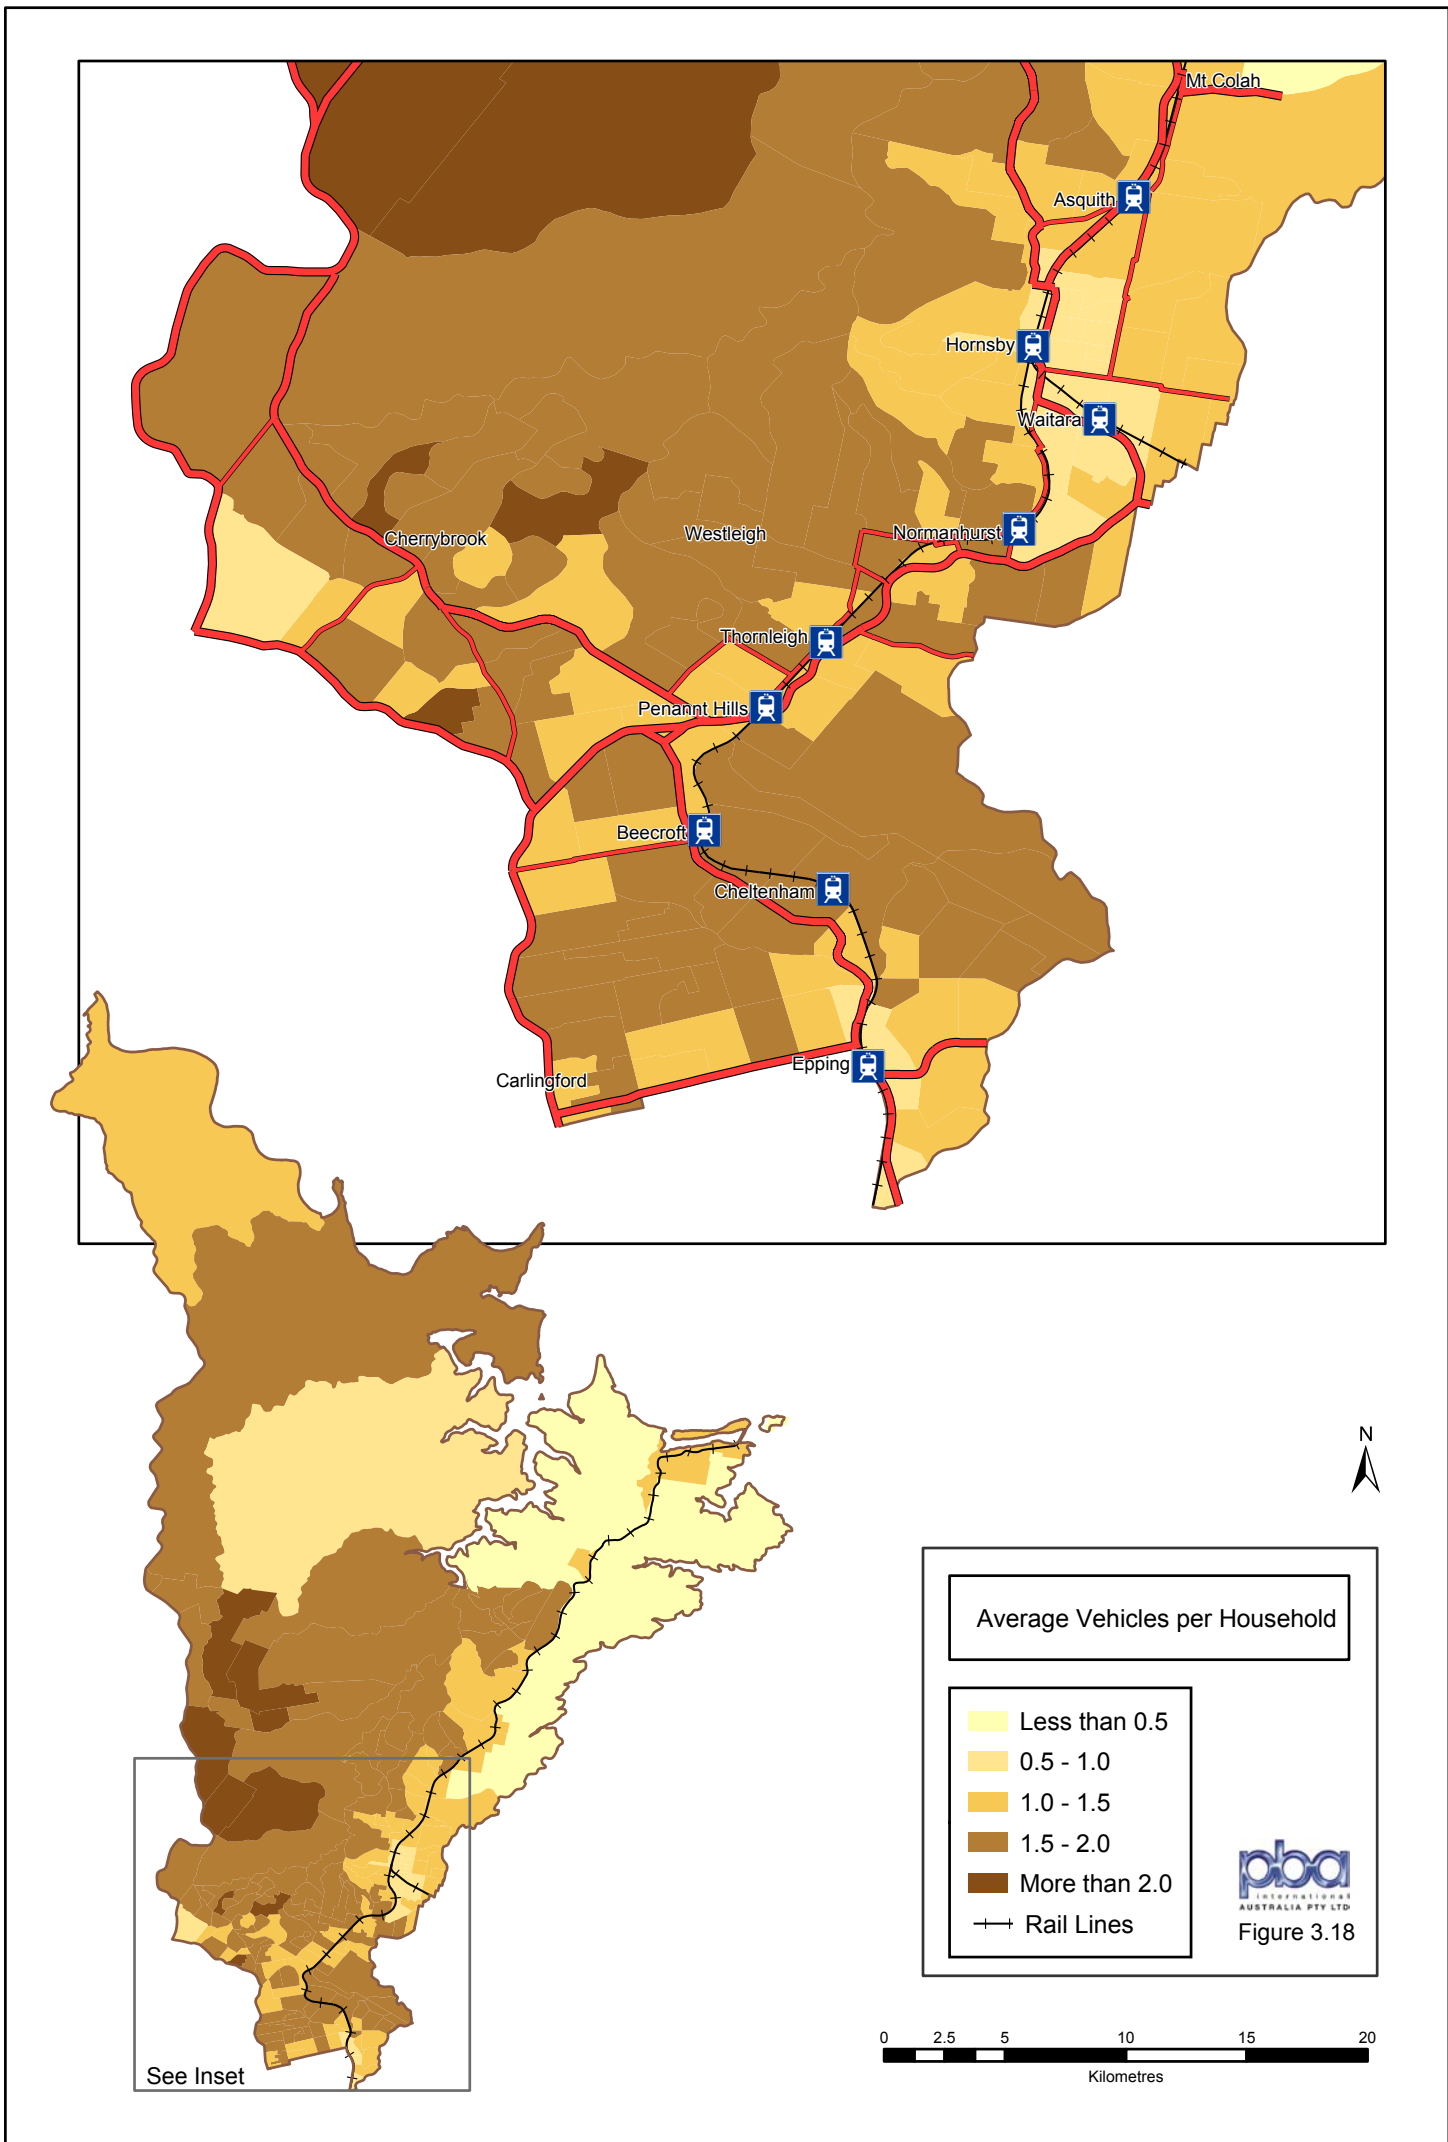 Mt Colah
Asquith
Hornsby
Waitara
Normanhurst
Westleigh
Cherrybrook
Thornleigh
Penannt Hills
Beecroft
Cheltenham
Epping
Carlingford
N
Average Vehicles per Household
Less than 0.5
0.5 - 1.0
1.0 - 1.5
1.5 - 2.0
More than 2.0
Rail Lines
pba
international
AUSTRALIA PTY LTD
Figure 3.18
0 2.5 5 10 15 20
Kilometres
See Inset